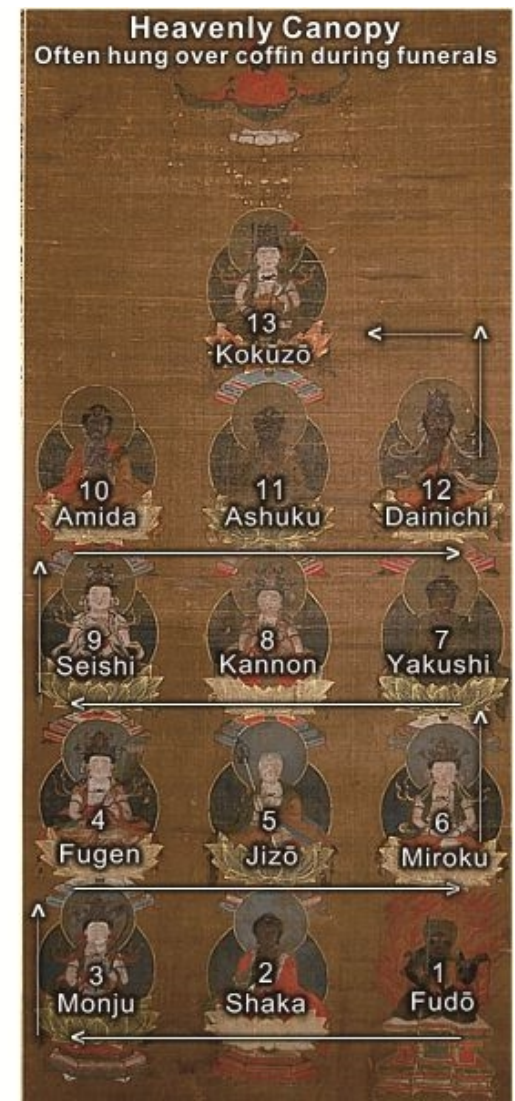 Heavenly Canopy
Often hung over coffin during funerals
13
Kokūzō
10
Amida
11
Ashuku
12
Dainichi
9
Seishi
8
Kannon
7
Yakushi
4
Fugen
5
Jizō
6
Miroku
3
Monju
2
Shaka
1
Fudō